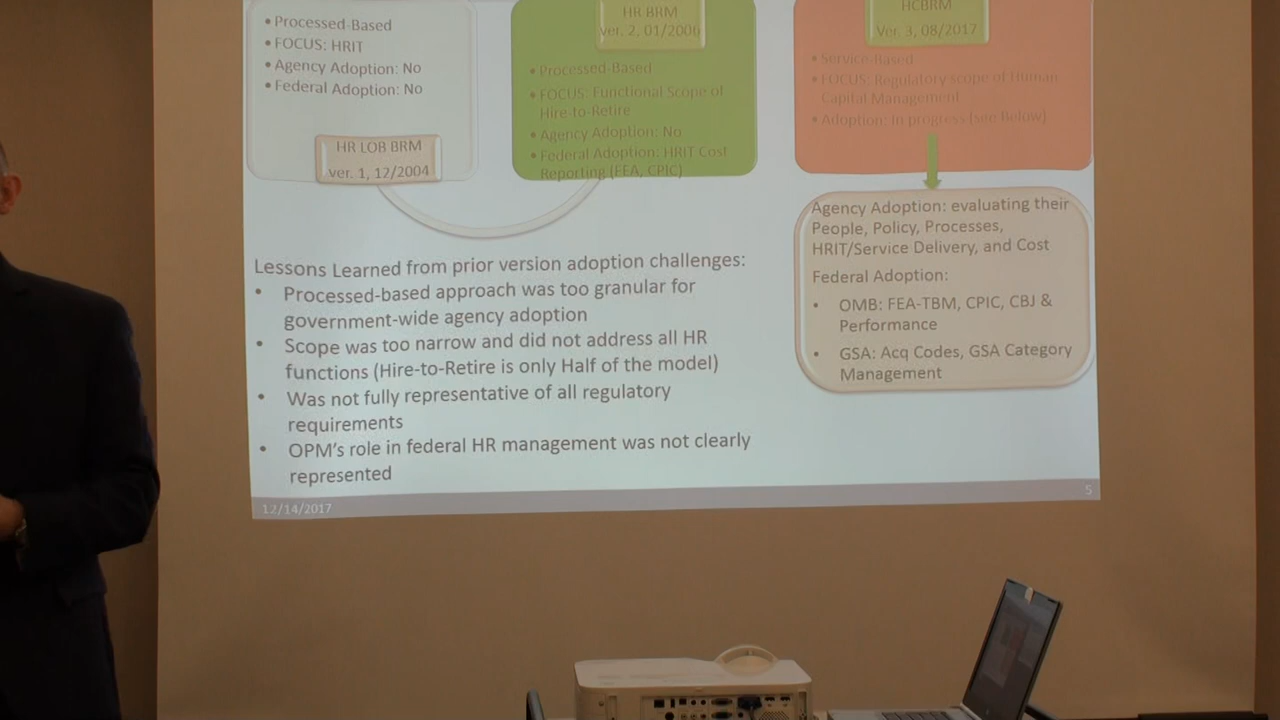 • Processed-Based
• FOCUS: HRIT
• Agency Adoption: No
• Federal Adoption: No
HR LOB BRM
ver. 1, 12/2004
HR BRM
ver. 2, 01/2006
• Processed-Based
• FOCUS: Functional Scope of
Hire-to-Retire
• Agency Adoption: No
• Federal Adoption: HRIT Cost
Reporting (FEA, CPIC)
HCBRM
Ver. 3, 08/2017
• Service-Based
• FOCUS: Regulatory scope of Human
Capital Management
• Adoption: In progress (see Below)
Agency Adoption: evaluating their
People, Policy, Processes,
HRIT/Service Delivery, and Cost
Federal Adoption:
• OMB: FEA-TBM, CPIC, CBJ &
Performance
• GSA: Acq Codes, GSA Category
Management
Lessons Learned from prior version adoption challenges:
• Processed-based approach was too granular for
government-wide agency adoption
• Scope was too narrow and did not address all HR
functions (Hire-to-Retire is only Half of the model)
• Was not fully representative of all regulatory
requirements
• OPM's role in federal HR management was not clearly
represented
12/14/2017
5